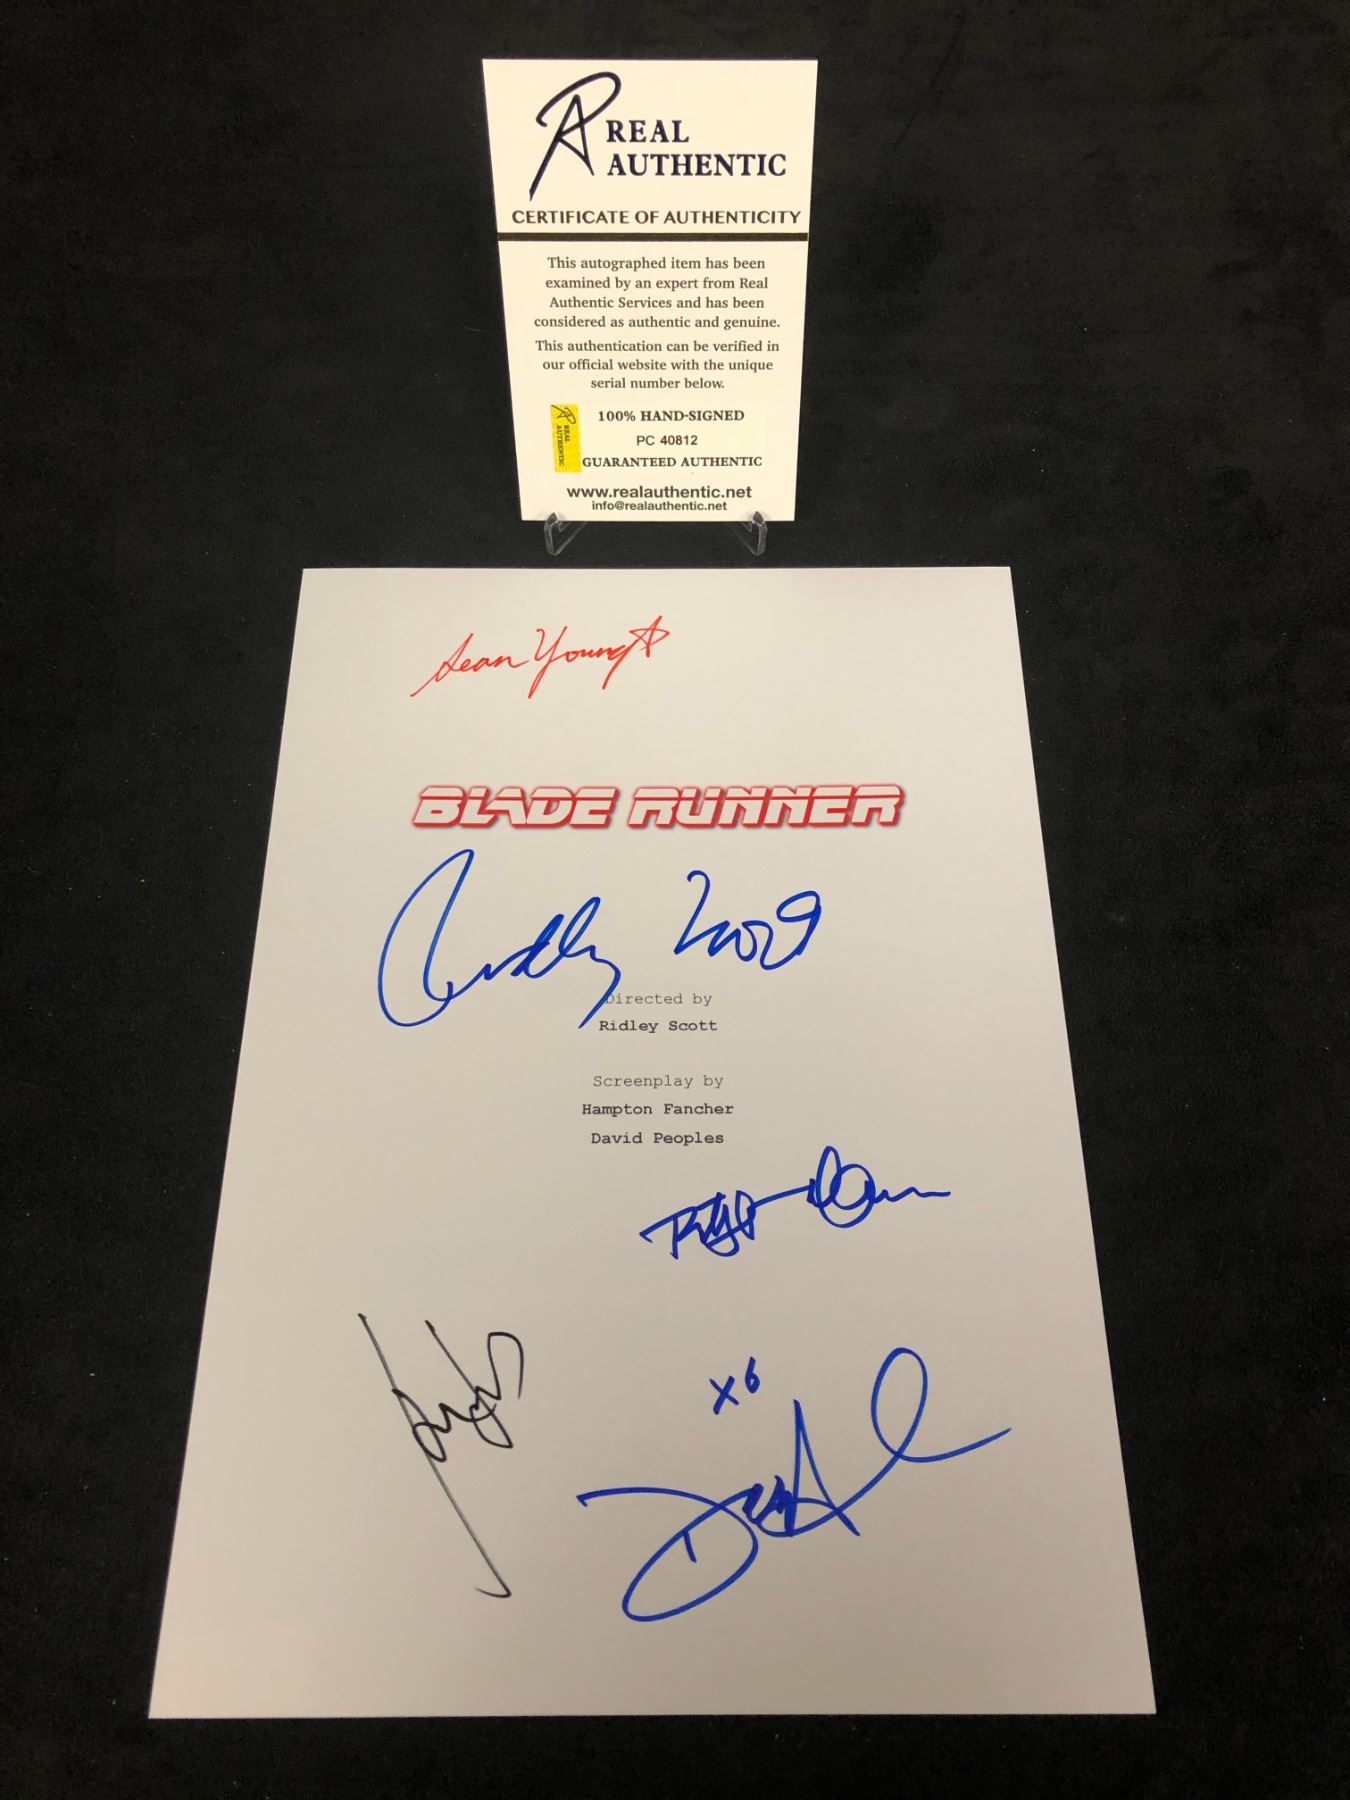 REAL
AUTHENTIC
CERTIFICATE OF AUTHENTICITY
This autographed item has been
examined by an expert from Real
Authentic Services and has been
considered as authentic and genuine.
This authentication can be verified in
our official website with the unique
serial number below.
REAL
AUTHENTIC
100% HAND-SIGNED
PC 40812
GUARANTEED AUTHENTIC
www.realauthentic.net
info@realauthentic.net
Sean Young
BLADE RUNNER
Directed by
Ridley Scott
Screenplay by
Hampton Fancher
David Peoples
x6